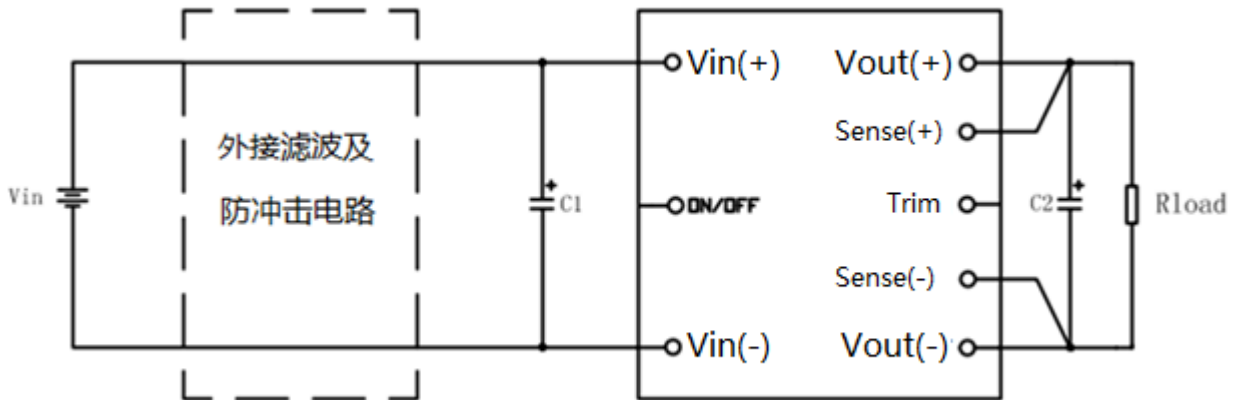 Vin
外接滤波及
防冲击电路
C1
Vin(+)
ON/OFF
Vin(-)
Vout(+)
Sense(+)
Trim
Sense(-)
Vout(-)
C2
Rload